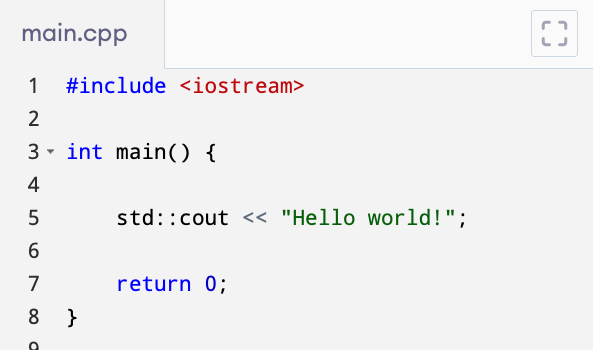 main.cpp
1 #include <iostream>
2
3 int main() {
4
5     std::cout << "Hello world!";
6
7     return 0;
8 }
9